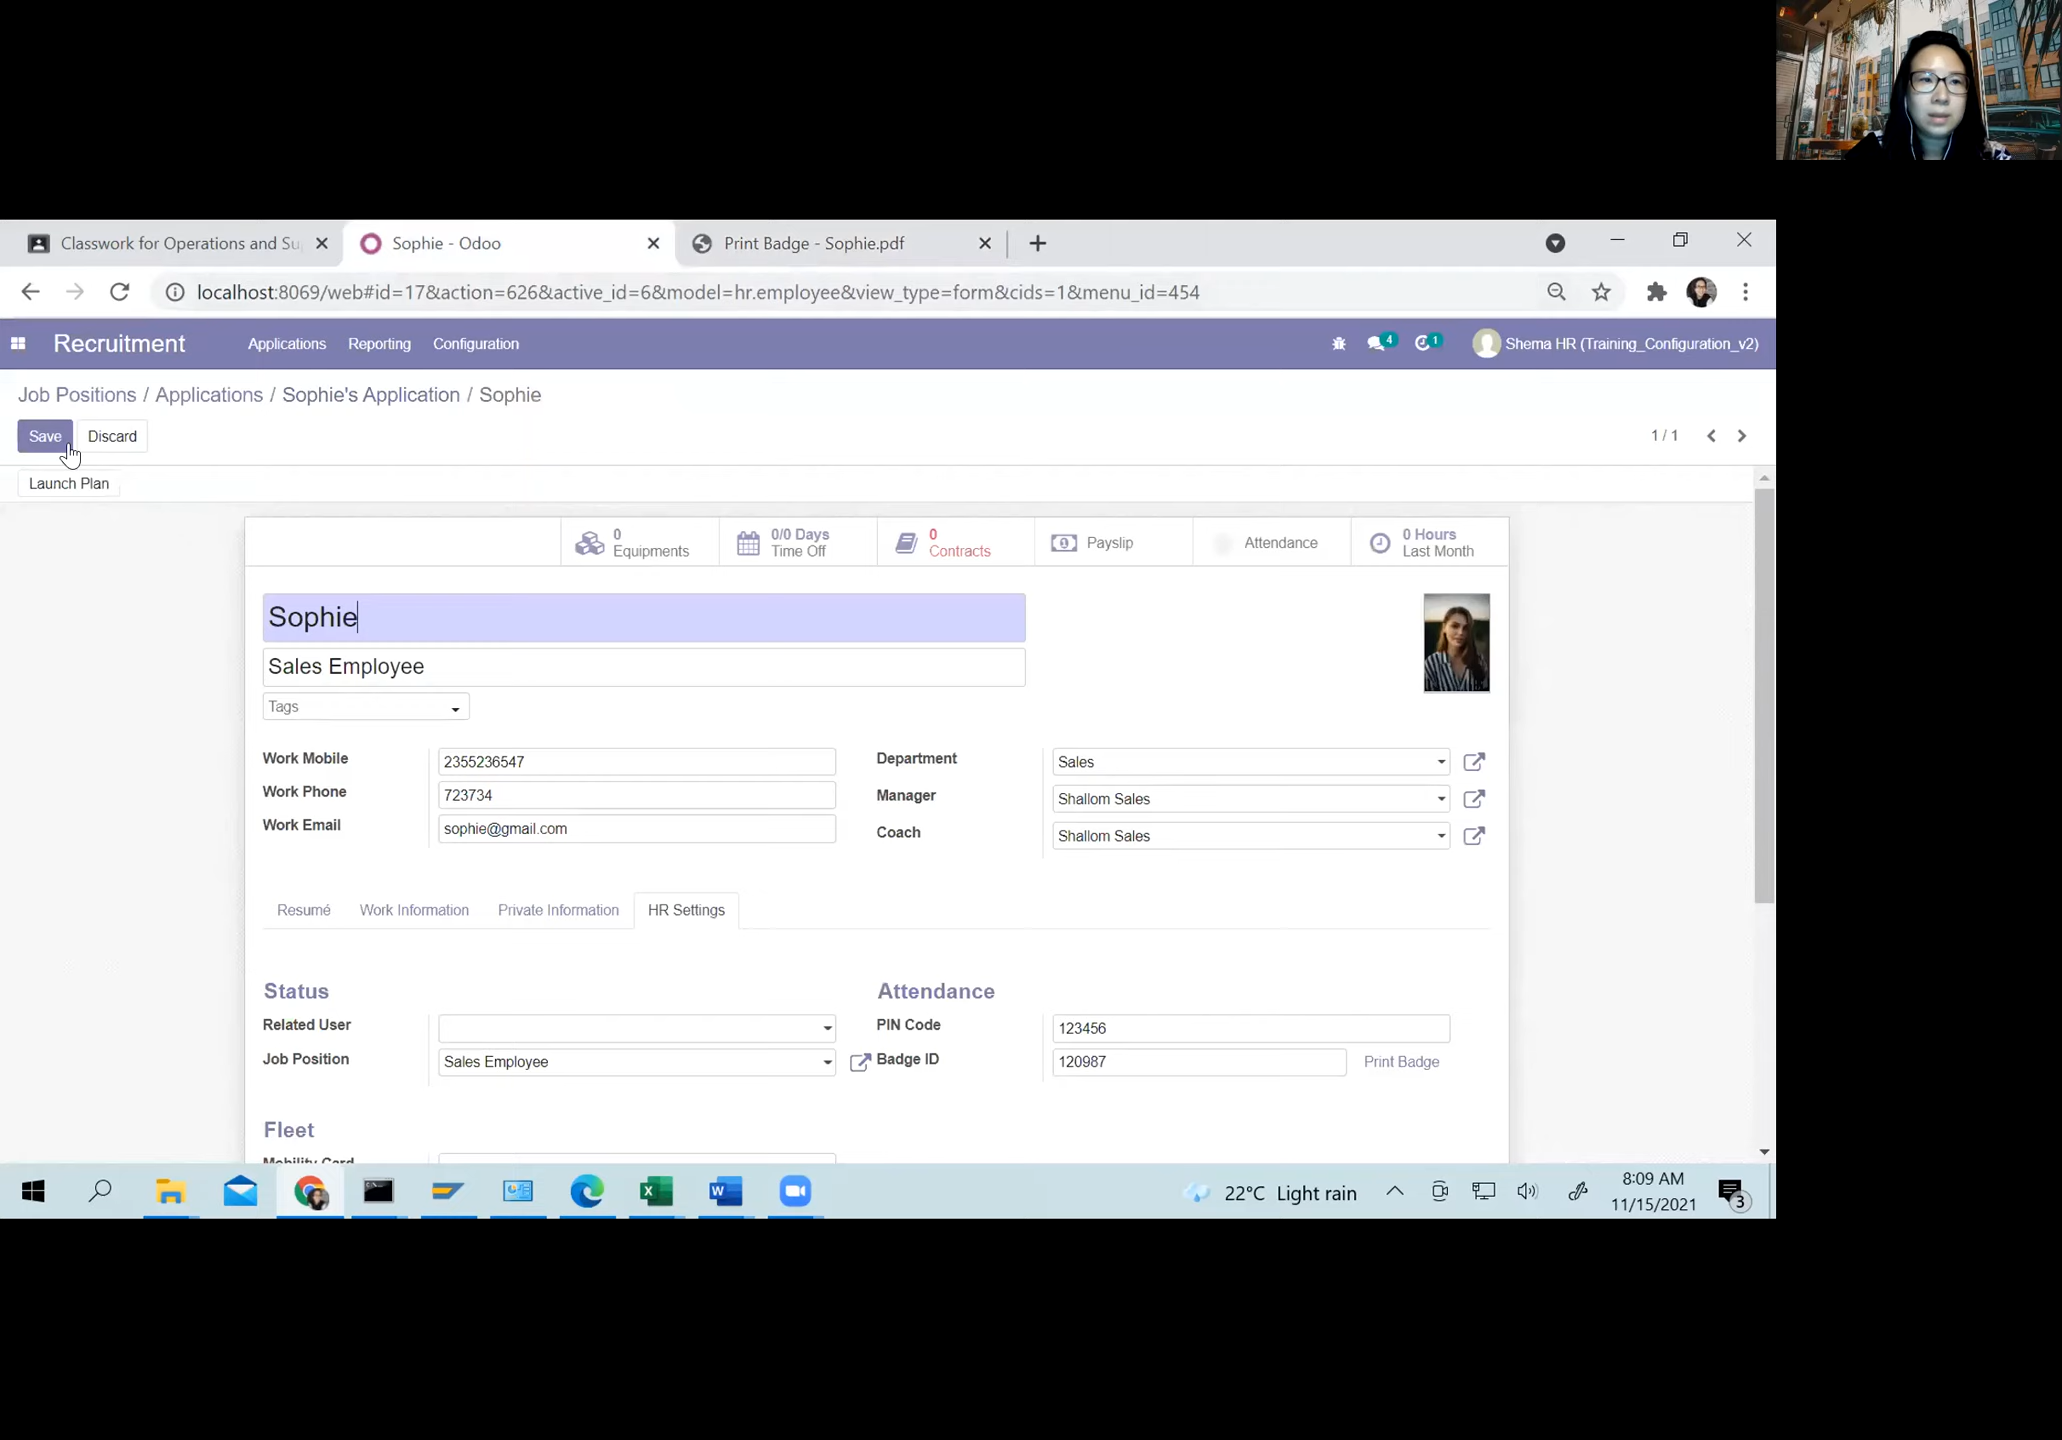 Classwork for Operations and Su
Sophie - Odoo
Print Badge - Sophie.pdf
localhost:8069/web#id=17&action=626&active_id=6&model=hr.employee&view_type=form&cids=1&menu_id=454
Recruitment
Applications
Reporting
Configuration
4
1
Shema HR (Training_Configuration_v2)
Job Positions / Applications / Sophie's Application / Sophie
Save
Discard
1 / 1
Launch Plan
0
Equipments
0/0 Days
Time Off
0
Contracts
Payslip
Attendance
0 Hours
Last Month
Sophie
Sales Employee
Tags
Work Mobile
2355236547
Work Phone
723734
Work Email
sophie@gmail.com
Department
Sales
Manager
Shallom Sales
Coach
Shallom Sales
Resumé
Work Information
Private Information
HR Settings
Status
Related User
Job Position
Sales Employee
Attendance
PIN Code
123456
Badge ID
120987
Print Badge
Fleet
Mobility Card
22°C Light rain
8:09 AM
11/15/2021
3